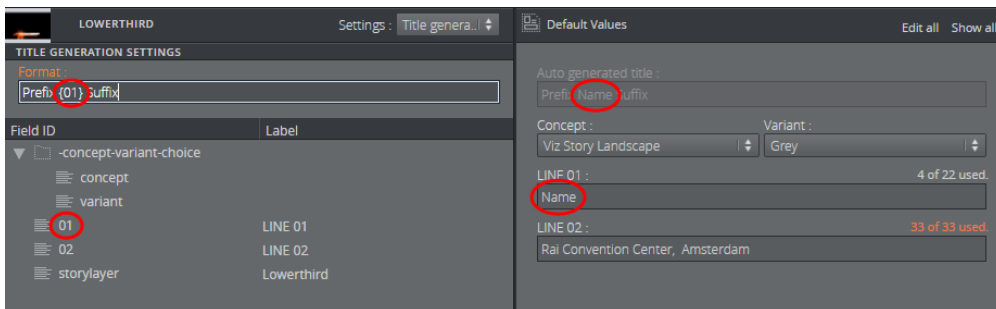 LOWERTHIRD
Settings : Title genera..
TITLE GENERATION SETTINGS
Format :
Prefix {01} Suffix
Field ID Label
-concept-variant-choice
concept
variant
01 LINE 01
02 LINE 02
storylayer Lowerthird
Default Values Edit all Show all
Auto generated title :
Prefix Name Suffix
Concept : Variant :
Viz Story Landscape Grey
LINE 01 : 4 of 22 used.
Name
LINE 02 : 33 of 33 used.
Rai Convention Center, Amsterdam